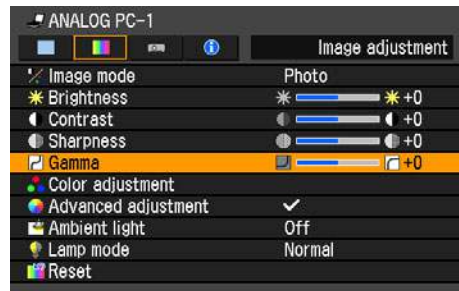 ANALOG PC-1
Image adjustment
Image mode Photo
Brightness +0
Contrast +0
Sharpness +0
Gamma +0
Color adjustment
Advanced adjustment
Ambient light Off
Lamp mode Normal
Reset